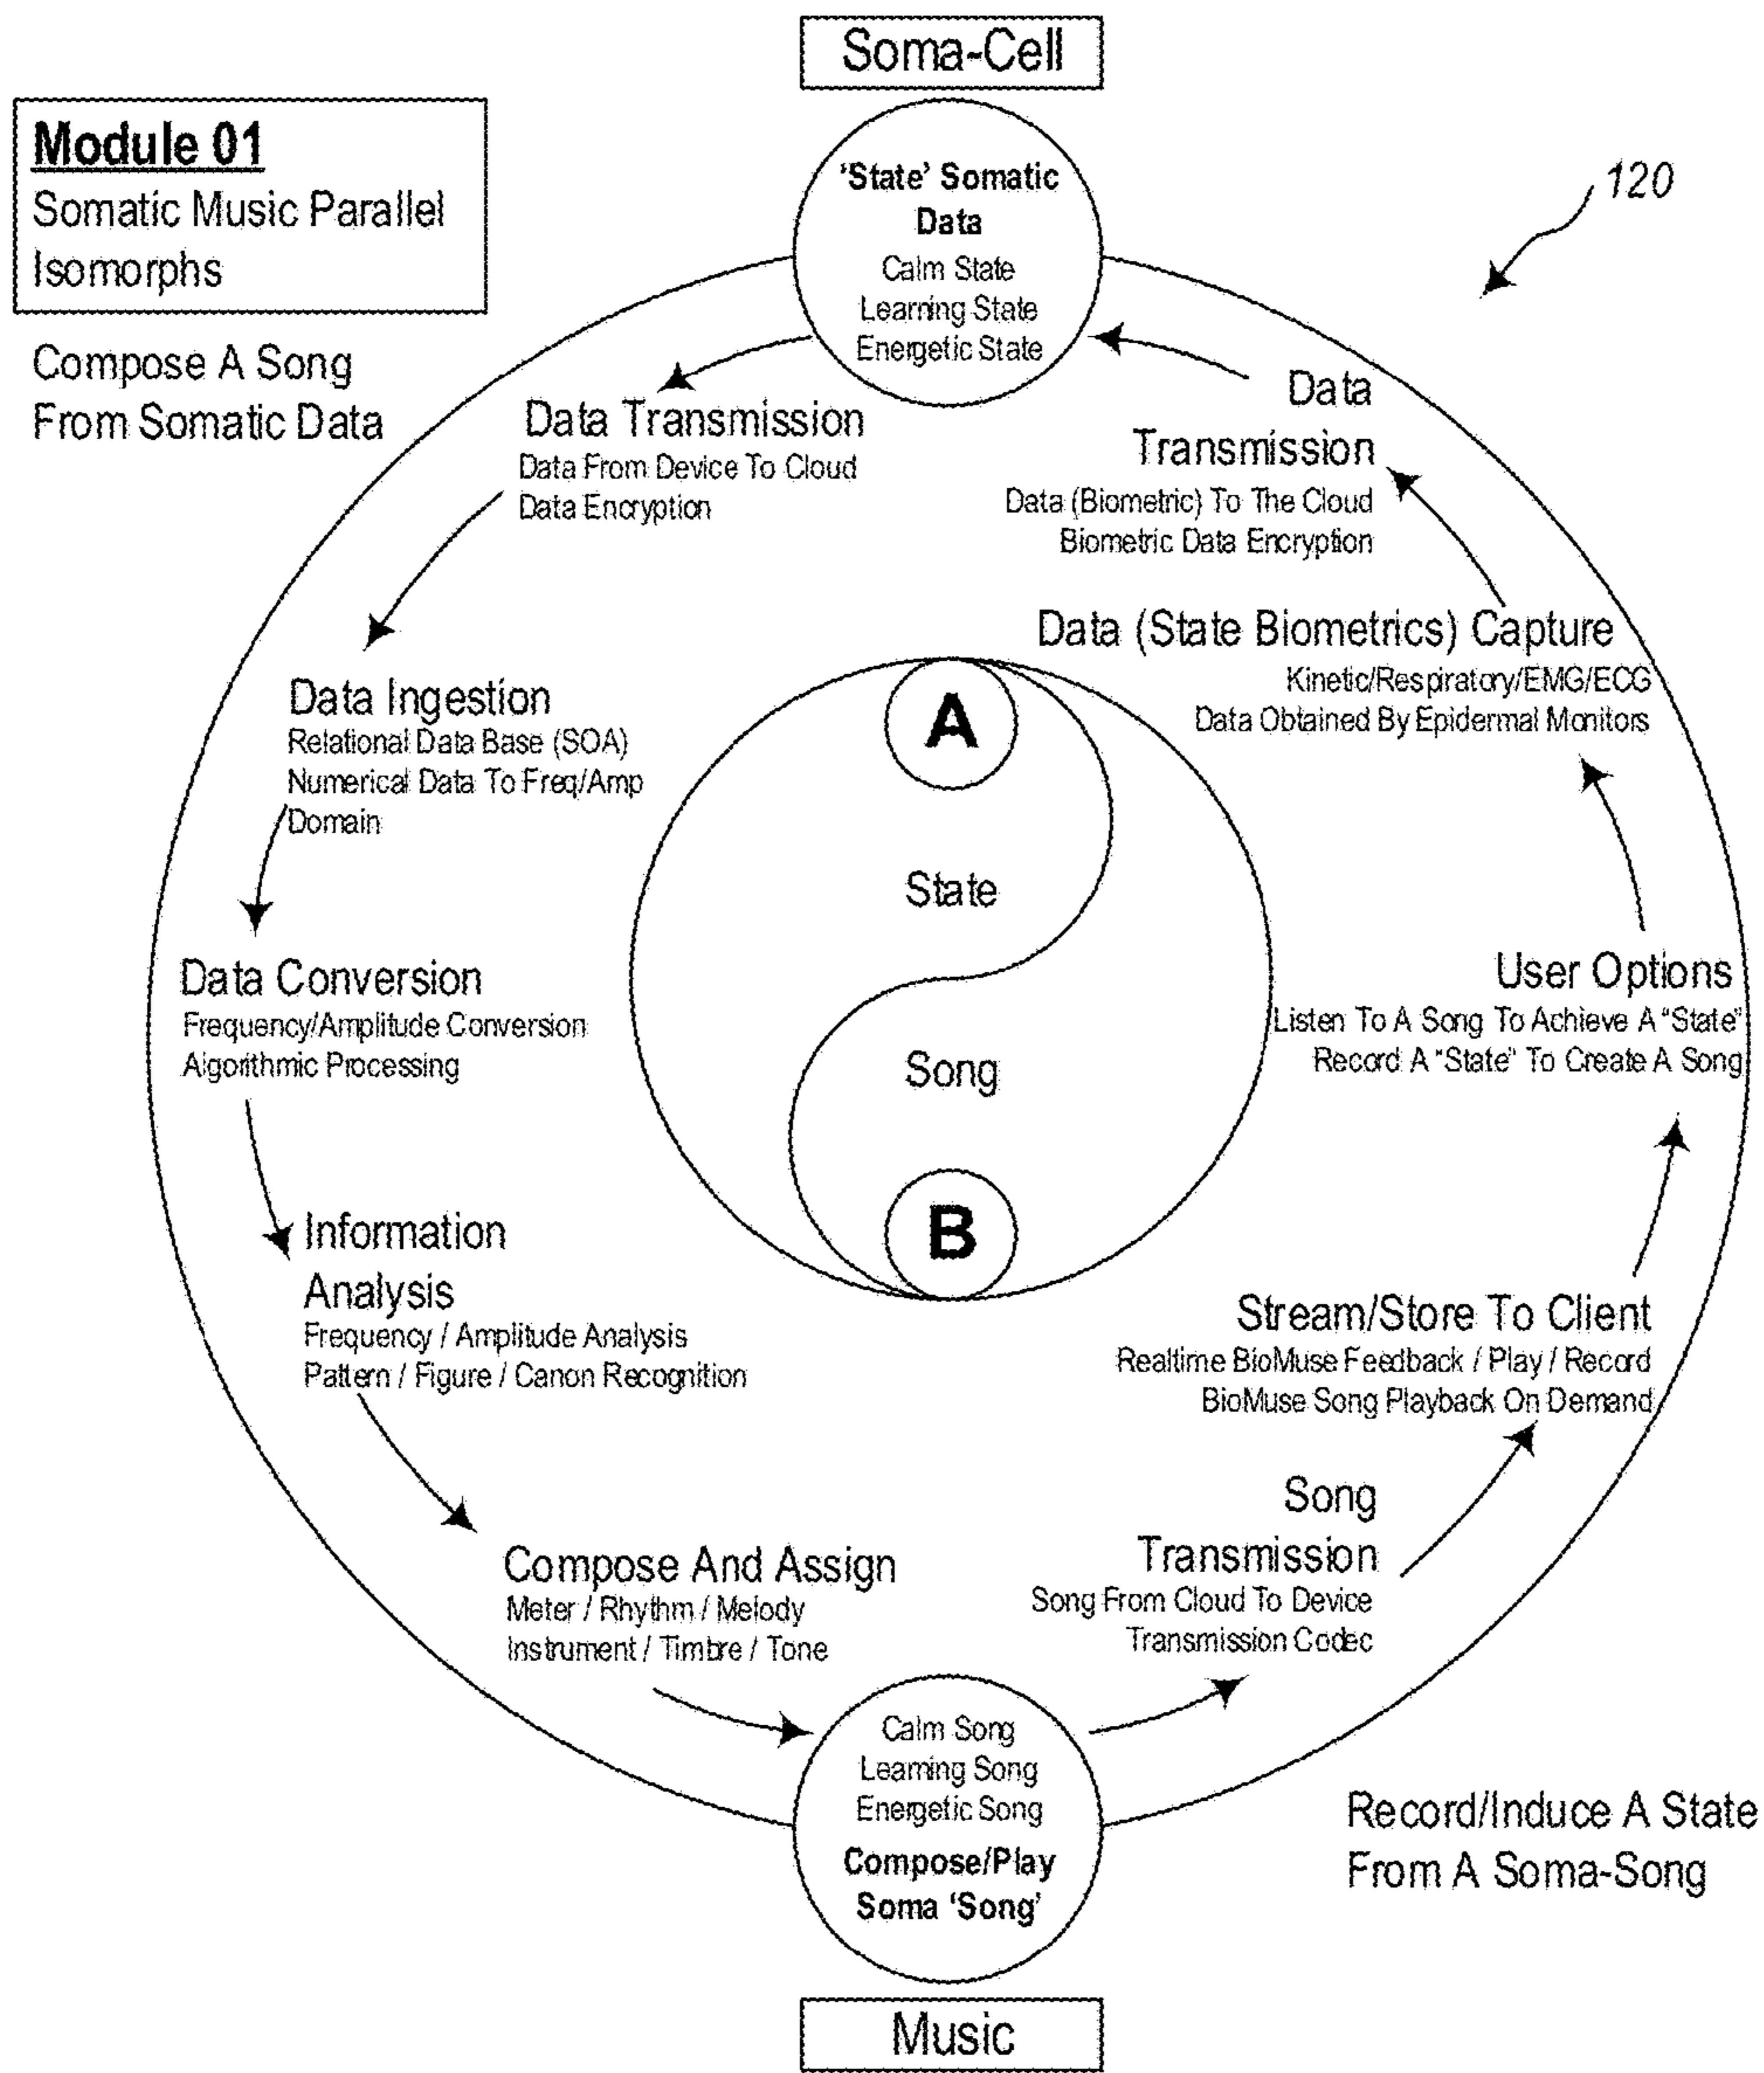 Soma-Cell
Module 01
Somatic Music Parallel
Isomorphs
Compose A Song
From Somatic Data
120
'State' Somatic
Data
Calm State
Learning State
Energetic State
Data Transmission
Data From Device To Cloud
Data Encryption
Data Ingestion
Relational Data Base (SOA)
Numerical Data To Freq/Amp
Domain
Data Conversion
Frequency/Amplitude Conversion
Algorithmic Processing
Information
Analysis
Frequency / Amplitude Analysis
Pattern / Figure / Canon Recognition
Compose And Assign
Meter / Rhythm / Melody
Instrument / Timbre / Tone
Calm Song
Learning Song
Energetic Song
Compose/Play
Soma 'Song'
Music
Song
Transmission
Song From Cloud To Device
Transmission Codec
Stream/Store To Client
Realtime BioMuse Feedback / Play / Record
BioMuse Song Playback On Demand
User Options
Listen To A Song To Achieve A "State"
Record A "State" To Create A Song
Data (State Biometrics) Capture
Kinetic/Respiratory/EMG/ECG
Data Obtained By Epidermal Monitors
Data
Transmission
Data (Biometric) To The Cloud
Biometric Data Encryption
A
State
Song
B
Record/Induce A State
From A Soma-Song